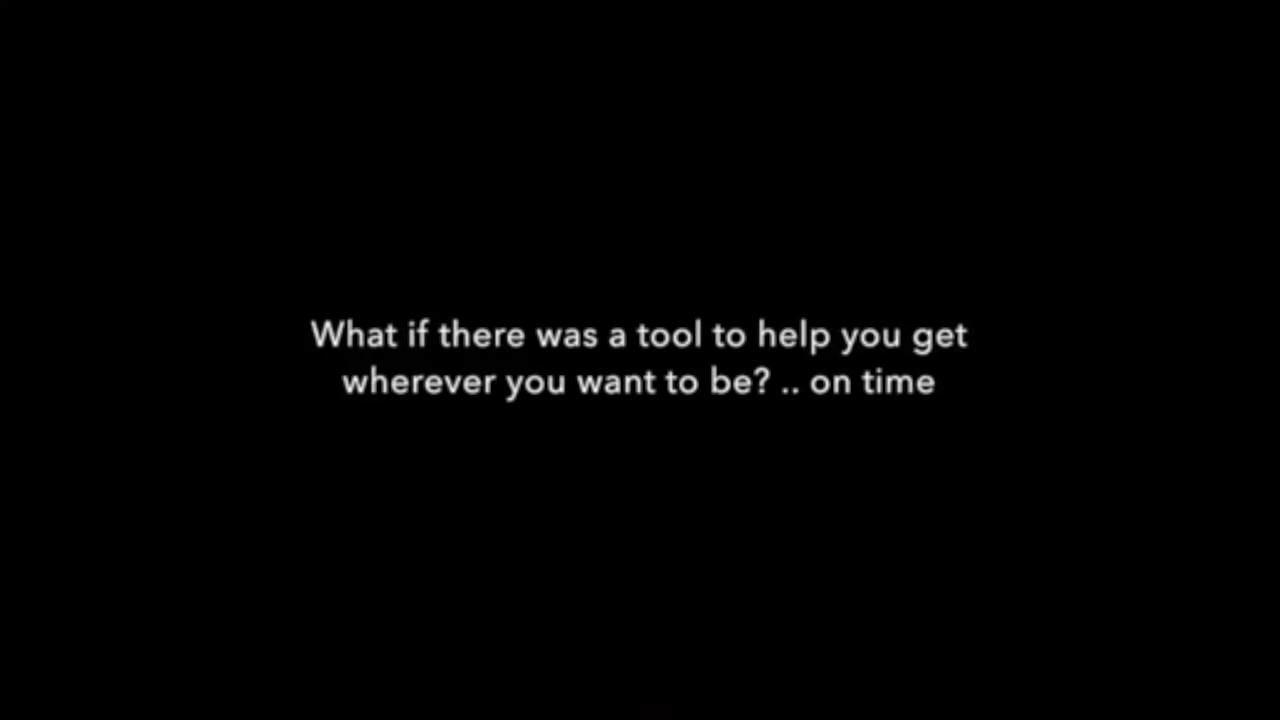 What if there was a tool to help you get
wherever you want to be? .. on time